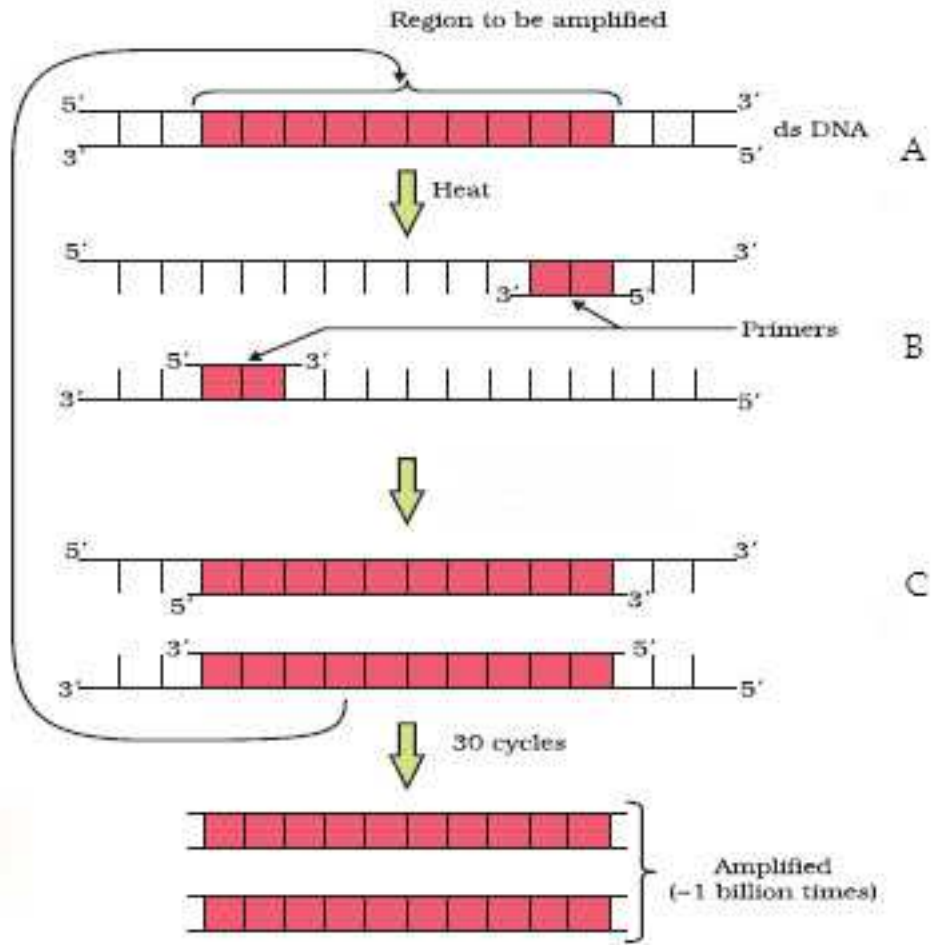 Region to be amplified
5′ 3′
ds DNA
A
3′ 5′
Heat
5′ 3′
3′ 5′
Primers
B
5′ 3′
3′ 5′
5′ 3′
C
5′ 3′
3′ 5′
3′ 5′
30 cycles
Amplified
(~1 billion times)